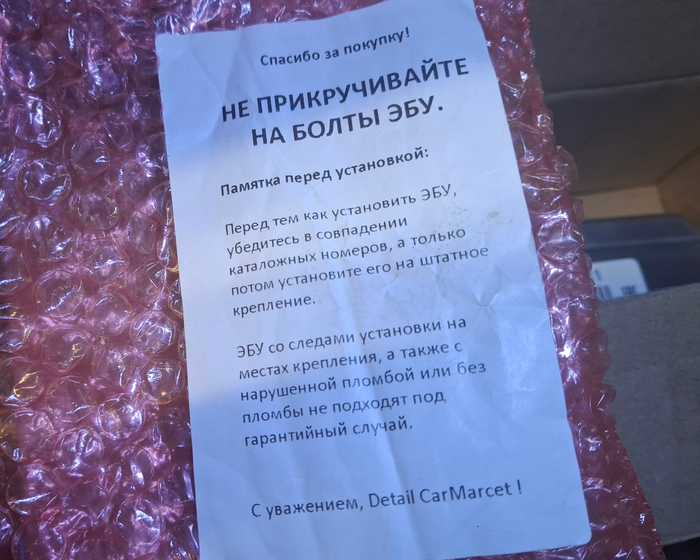 Спасибо за покупку!
НЕ ПРИКРУЧИВАЙТЕ
НА БОЛТЫ ЭБУ.
Памятка перед установкой:
Перед тем как установить ЭБУ,
убедитесь в совпадении
каталожных номеров, а только
потом установите его на штатное
крепление.
ЭБУ со следами установки на
местах крепления, а также с
нарушенной пломбой или без
пломбы не подходят под
гарантийный случай.
С уважением, Detail CarMarcet !